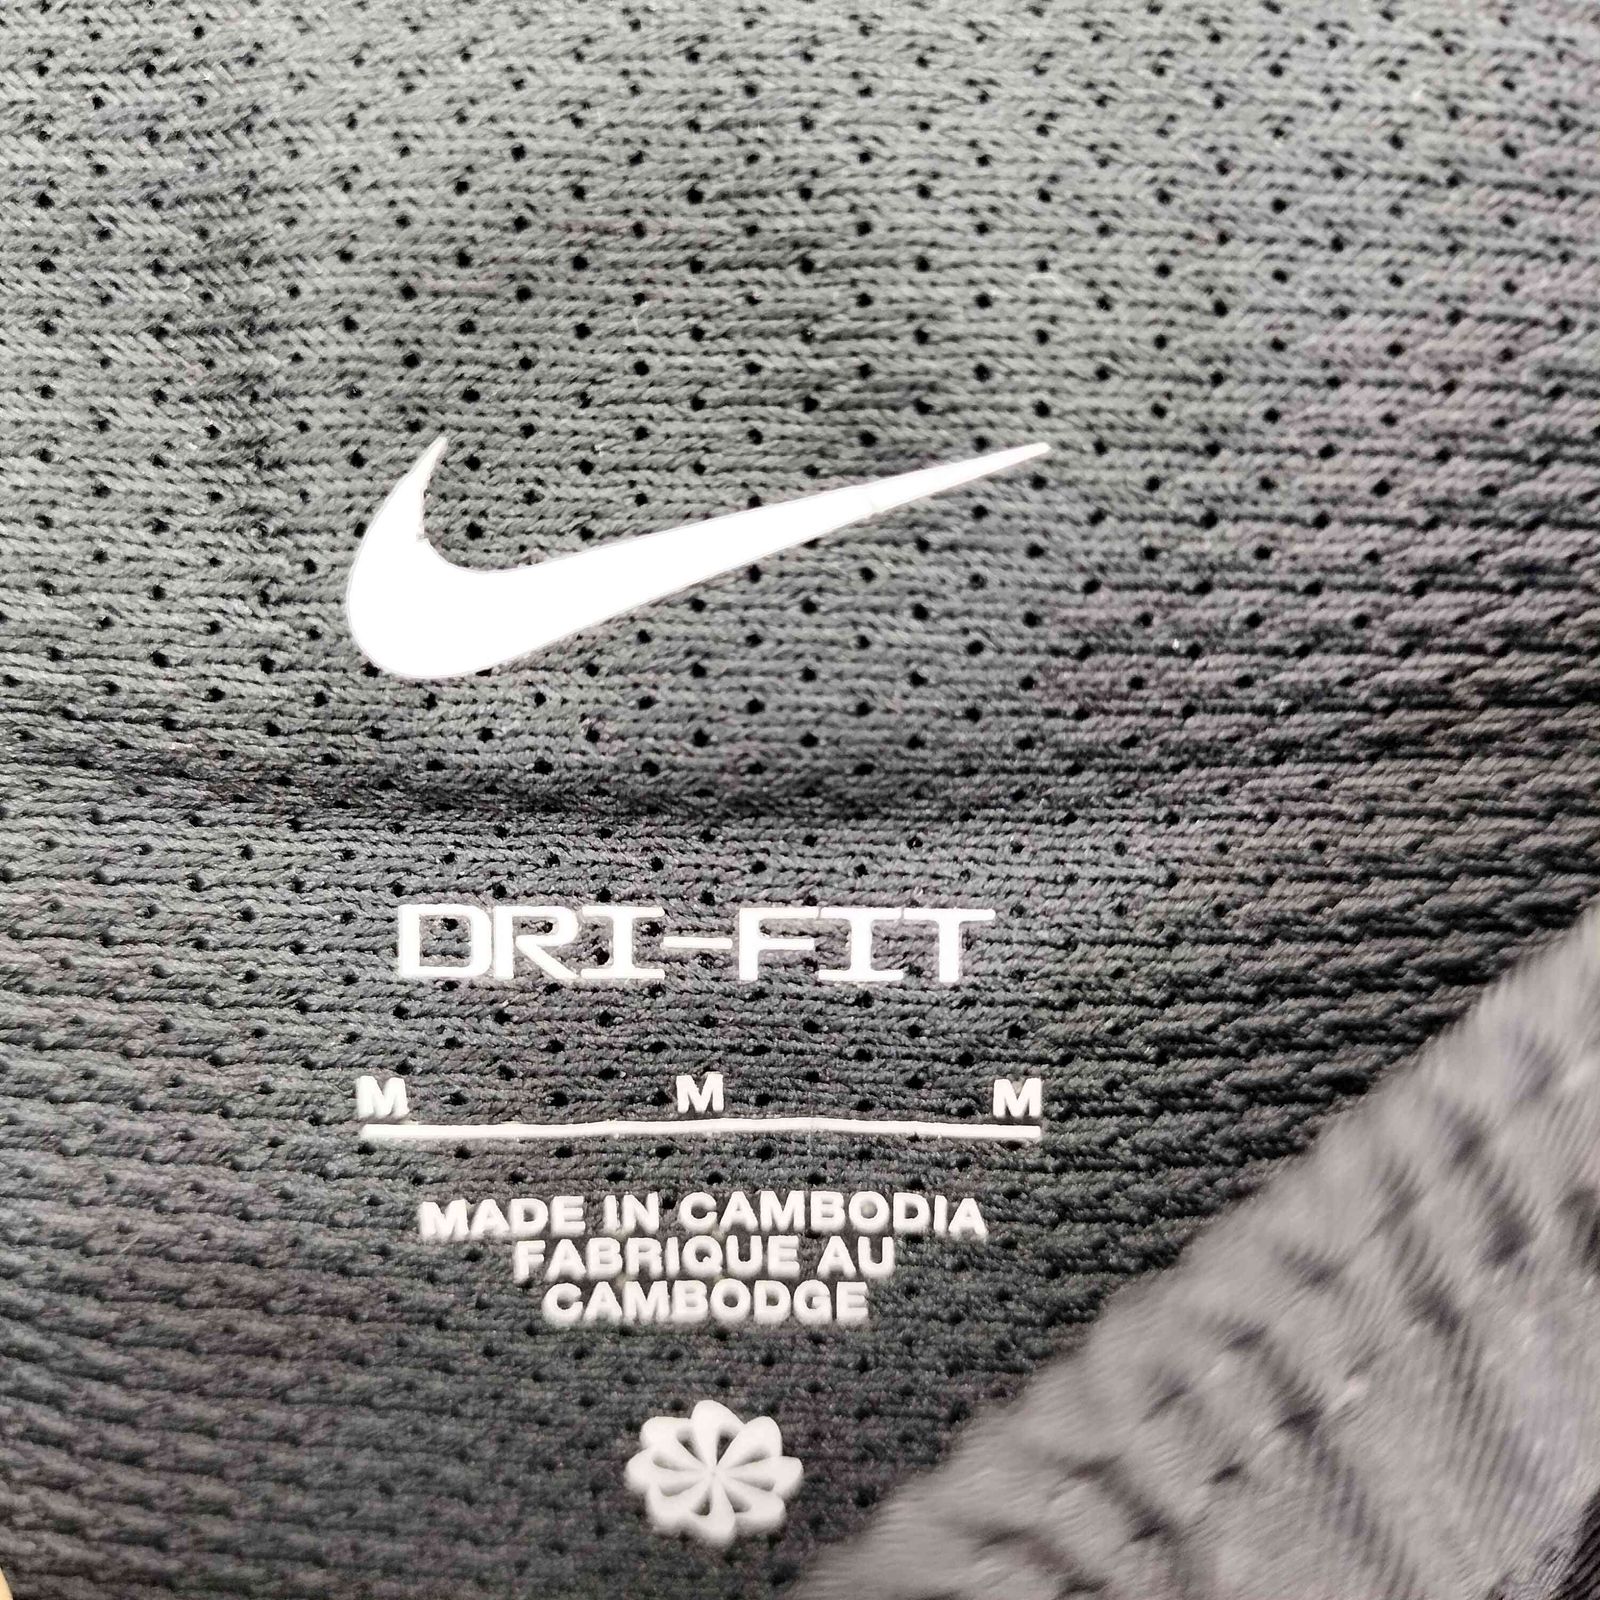 DRI-FIT
M M M
MADE IN CAMBODIA
FABRIQUE AU
CAMBODGE